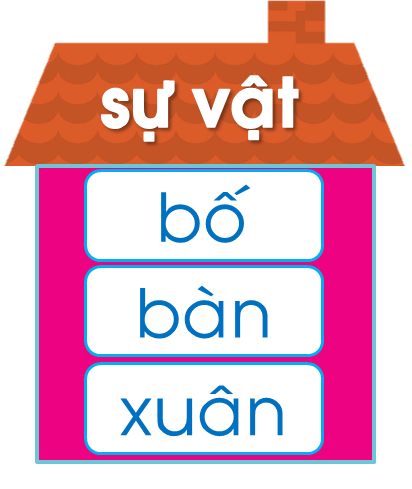 sự vật
bố
bàn
xuân